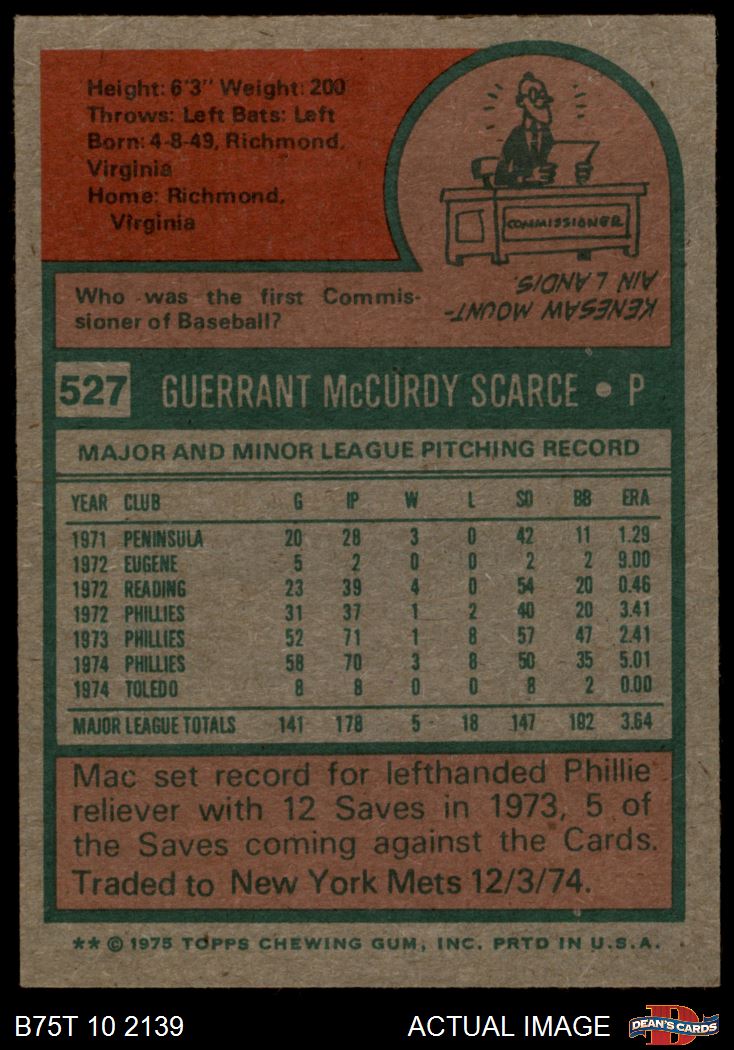 Height: 6'3" Weight: 200
Throws: Left Bats: Left
Born: 4-8-49, Richmond,
Virginia
Home: Richmond,
Virginia
COMMISSIONER
KENESAW MOUNT-
AIN LANDIS.
Who was the first Commis-
sioner of Baseball?
527 GUERRANT McCURDY SCARCE • P
MAJOR AND MINOR LEAGUE PITCHING RECORD
YEAR CLUB G IP W L SO BB ERA
1971 PENINSULA 20 28 3 0 42 11 1.29
1972 EUGENE 5 2 0 0 2 2 9.00
1972 READING 23 39 4 0 54 20 0.46
1972 PHILLIES 31 37 1 2 40 20 3.41
1973 PHILLIES 52 71 1 8 57 47 2.41
1974 PHILLIES 58 70 3 8 50 35 5.01
1974 TOLEDO 8 8 0 0 8 2 0.00
MAJOR LEAGUE TOTALS 141 178 5 18 147 102 3.64
Mac set record for lefthanded Phillie
reliever with 12 Saves in 1973, 5 of
the Saves coming against the Cards.
Traded to New York Mets 12/3/74.
** © 1975 TOPPS CHEWING GUM, INC. PRTD IN U.S.A.
B75T 10 2139 ACTUAL IMAGE DEAN'S CARDS